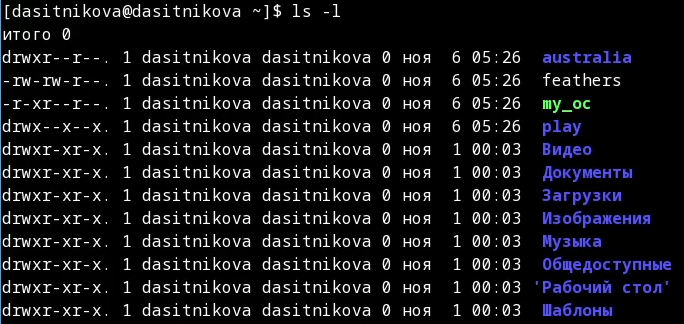 [dasitnikova@dasitnikova ~]$ ls -l
итого 0
drwxr--r--. 1 dasitnikova dasitnikova 0 ноя  6 05:26  australia
-rw-rw-r--. 1 dasitnikova dasitnikova 0 ноя  6 05:26  feathers
-r-xr--r--. 1 dasitnikova dasitnikova 0 ноя  6 05:26  my_oc
drwx--x--x. 1 dasitnikova dasitnikova 0 ноя  6 05:26  play
drwxr-xr-x. 1 dasitnikova dasitnikova 0 ноя  1 00:03  Видео
drwxr-xr-x. 1 dasitnikova dasitnikova 0 ноя  1 00:03  Документы
drwxr-xr-x. 1 dasitnikova dasitnikova 0 ноя  1 00:03  Загрузки
drwxr-xr-x. 1 dasitnikova dasitnikova 0 ноя  1 00:03  Изображения
drwxr-xr-x. 1 dasitnikova dasitnikova 0 ноя  1 00:03  Музыка
drwxr-xr-x. 1 dasitnikova dasitnikova 0 ноя  1 00:03  Общедоступные
drwxr-xr-x. 1 dasitnikova dasitnikova 0 ноя  1 00:03 'Рабочий стол'
drwxr-xr-x. 1 dasitnikova dasitnikova 0 ноя  1 00:03  Шаблоны